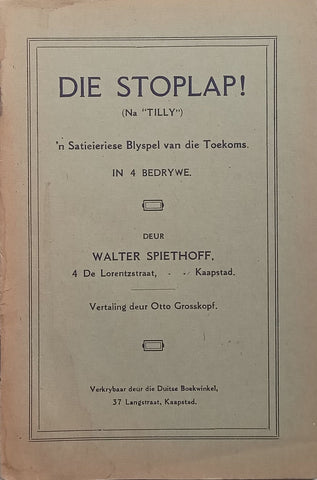 DIE STOPLAP!
(Na "TILLY")
'n Satieieriese Blyspel van die Toekoms.
IN 4 BEDRYWE.
DEUR
WALTER SPIETHOFF,
4 De Lorentzstraat, - - Kaapstad.
Vertaling deur Otto Grosskopf.
Verkrybaar deur die Duitse Boekwinkel,
37 Langstraat, Kaapstad.